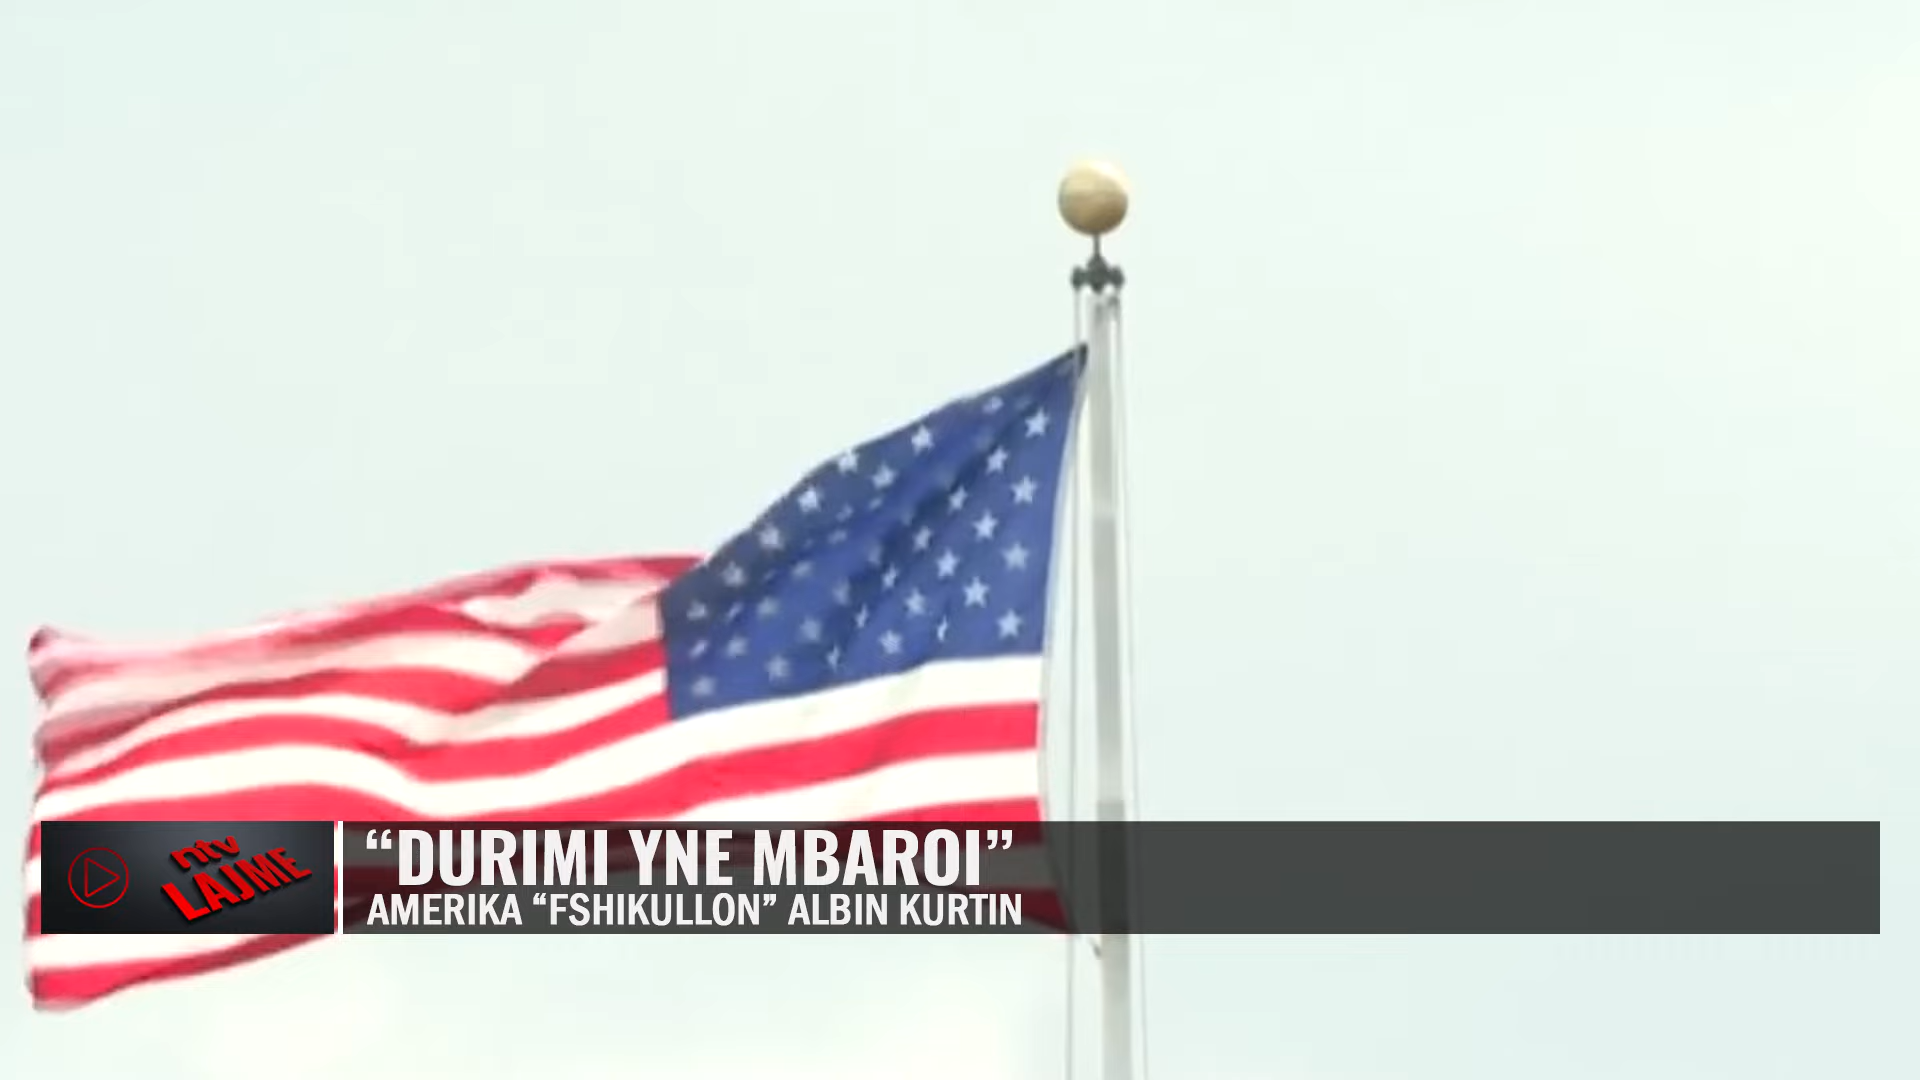 ntv
LAJME
“DURIMI YNE MBAROI”
AMERIKA “FSHIKULLON” ALBIN KURTIN